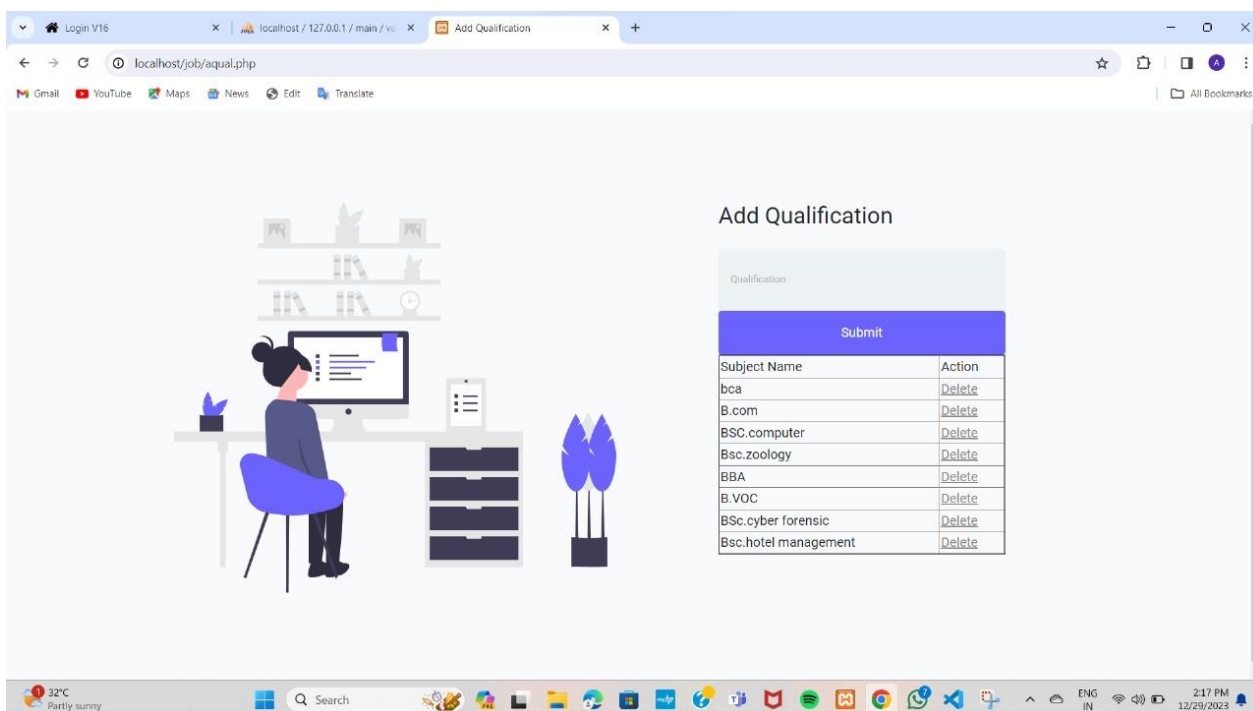 Login V16
localhost / 127.0.0.1 / main / va
Add Qualification
localhost/job/aqual.php
A
Gmail YouTube Maps News Edit Translate
All Bookmarks
Add Qualification
Qualification
Submit
Subject Name Action
bca Delete
B.com Delete
BSC.computer Delete
Bsc.zoology Delete
BBA Delete
B.VOC Delete
BSc.cyber forensic Delete
Bsc.hotel management Delete
1
32°C
Partly sunny
Search
ENG
IN
2:17 PM
12/29/2023